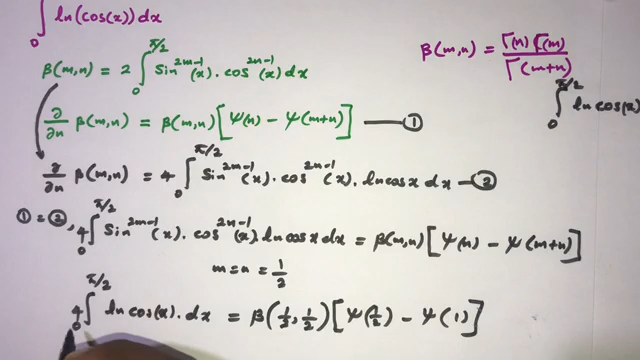 ∫₀ ln(cos(x)) dx
β(m,n) = Γ(n) Γ(m) / Γ(m+n)
β(m,n) = 2 ∫₀^{π/2} sin^{2m-1}(x) . cos^{2n-1}(x) dx
∫₀^{π/2} ln cos(x)
∂/∂n β(m,n) = β(m,n) [ψ(n) − ψ(m+n)] —— ①
∂/∂n β(m,n) = 4 ∫₀^{π/2} sin^{2m-1}(x) . cos^{2n-1}(x) . ln cos x dx — ②
① = ②, 4 ∫₀^{π/2} sin^{2m-1}(x) . cos^{2n-1}(x) . ln cos x dx = β(m,n) [ψ(n) − ψ(m+n)]
m = n = 1/2
4 ∫₀^{π/2} ln cos(x) . dx = β(1/2, 1/2) [ψ(1/2) − ψ(1)]